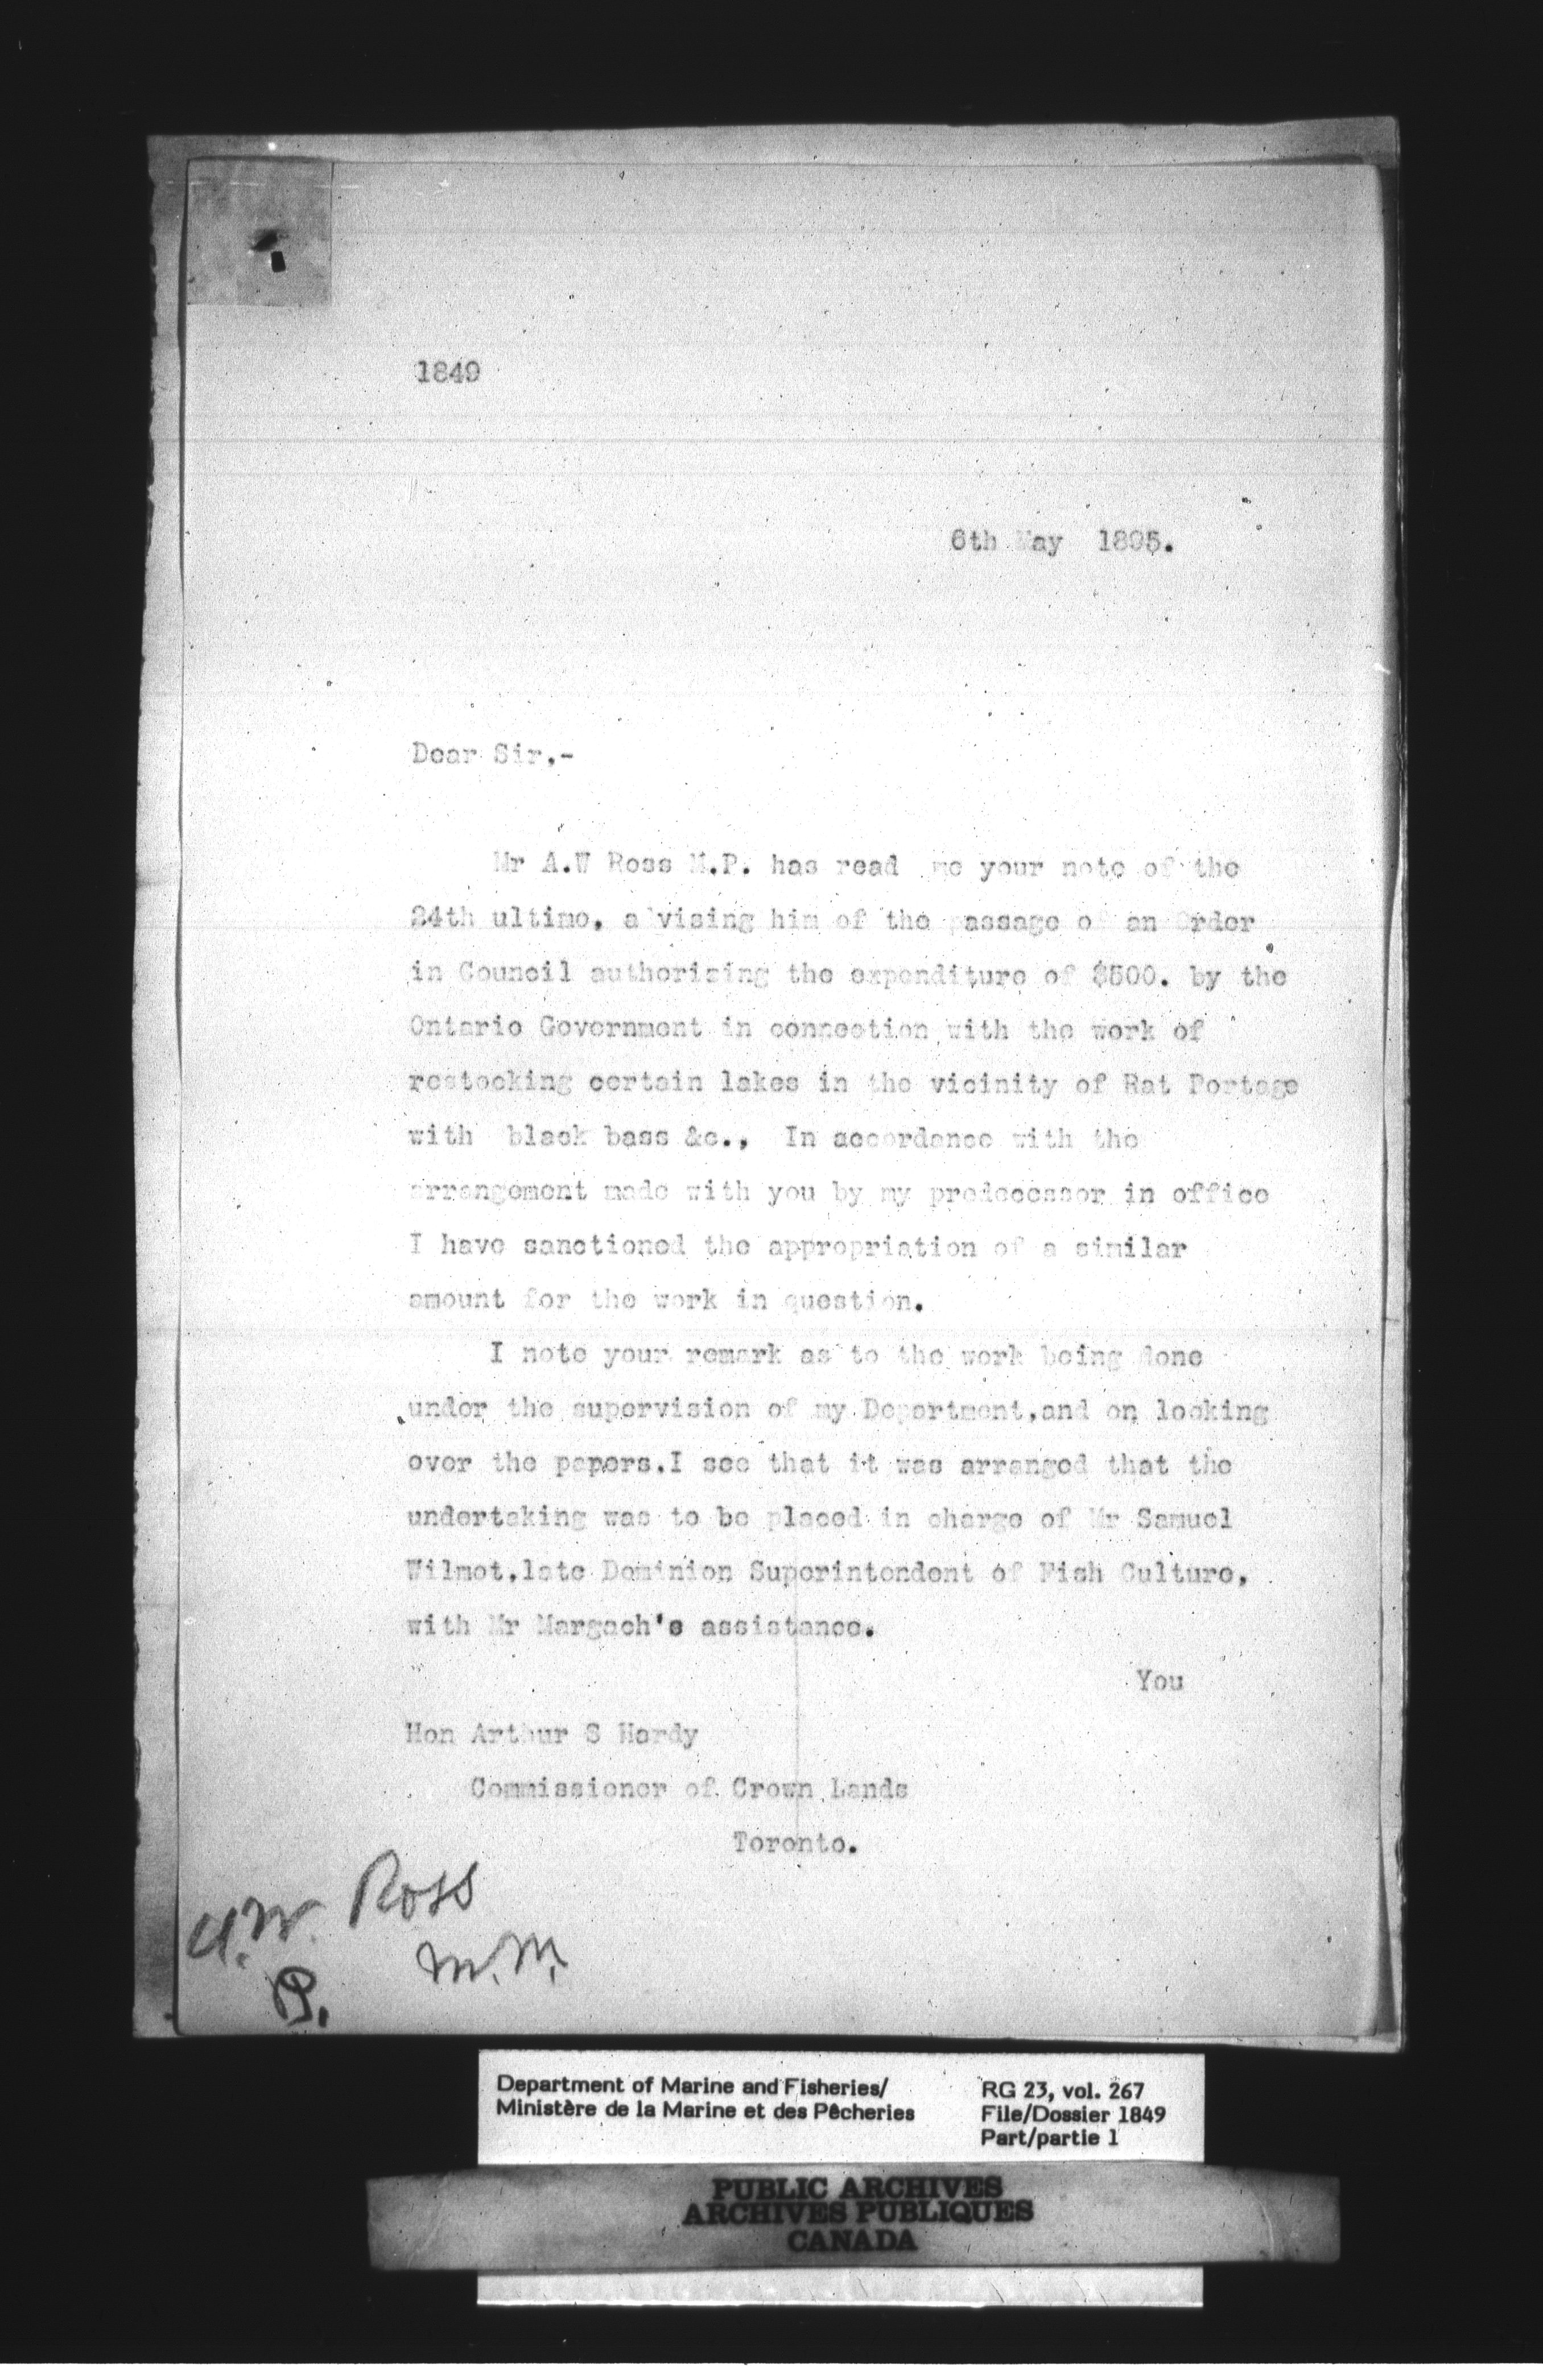 1849
6th May 1895.
Dear Sir,-
Mr A.W Ross M.P. has read me your note of the
24th ultimo, advising him of the passage of an Order
in Council authorising the expenditure of $500. by the
Ontario Government in connection with the work of
restocking certain lakes in the vicinity of Rat Portage
with black bass &c., In accordance with the
arrangement made with you by my predecessor in office
I have sanctioned the appropriation of a similar
amount for the work in question.
I note your remark as to the work being done
under the supervision of my Department, and on looking
over the papers. I see that it was arranged that the
undertaking was to be placed in charge of Mr Samuel
Wilmot, late Dominion Superintendent of Fish Culture,
with Mr Margach's assistance.
You
Hon Arthur S Hardy
Commissioner of Crown Lands
Toronto.
A.W. Ross
M.M.
P.
Department of Marine and Fisheries/
Ministère de la Marine et des Pêcheries
RG 23, vol. 267
File/Dossier 1849
Part/partie 1
PUBLIC ARCHIVES
ARCHIVES PUBLIQUES
CANADA